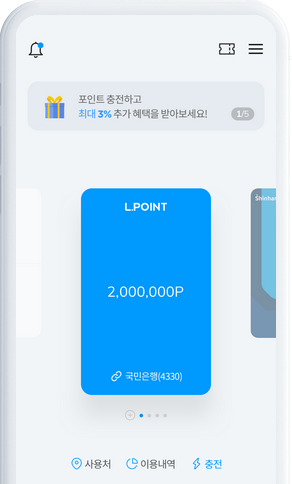 포인트 충전하고
최대 3% 추가 혜택을 받아보세요!
1/5
Shinhan
L.POINT
2,000,000P
국민은행(4330)
사용처 이용내역 충전